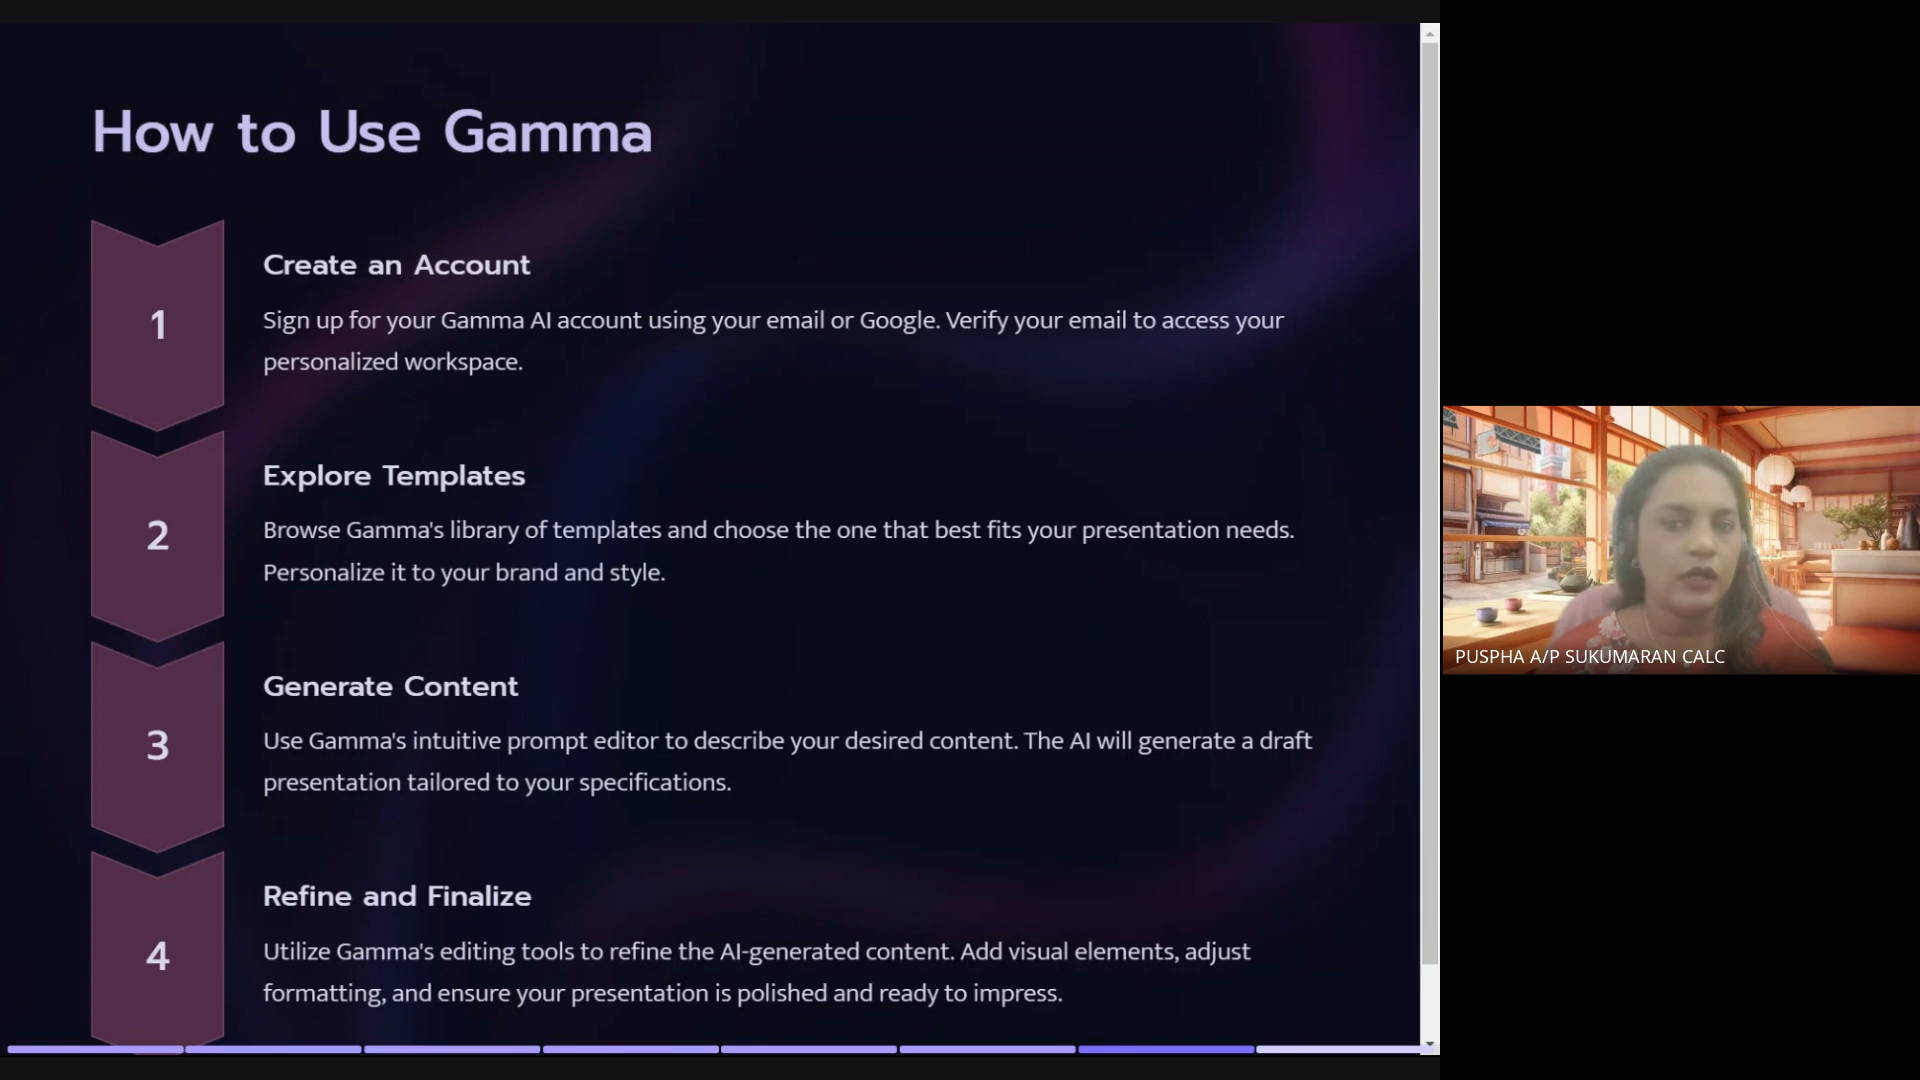 How to Use Gamma
1
Create an Account
Sign up for your Gamma AI account using your email or Google. Verify your email to access your
personalized workspace.
2
Explore Templates
Browse Gamma's library of templates and choose the one that best fits your presentation needs.
Personalize it to your brand and style.
3
Generate Content
Use Gamma's intuitive prompt editor to describe your desired content. The AI will generate a draft
presentation tailored to your specifications.
4
Refine and Finalize
Utilize Gamma's editing tools to refine the AI-generated content. Add visual elements, adjust
formatting, and ensure your presentation is polished and ready to impress.
PUSPHA A/P SUKUMARAN CALC